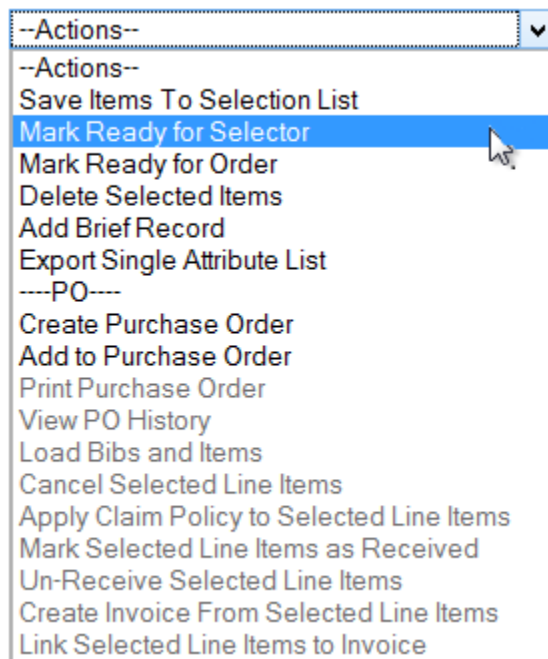 --Actions--
--Actions--
Save Items To Selection List
Mark Ready for Selector
Mark Ready for Order
Delete Selected Items
Add Brief Record
Export Single Attribute List
----PO----
Create Purchase Order
Add to Purchase Order
Print Purchase Order
View PO History
Load Bibs and Items
Cancel Selected Line Items
Apply Claim Policy to Selected Line Items
Mark Selected Line Items as Received
Un-Receive Selected Line Items
Create Invoice From Selected Line Items
Link Selected Line Items to Invoice